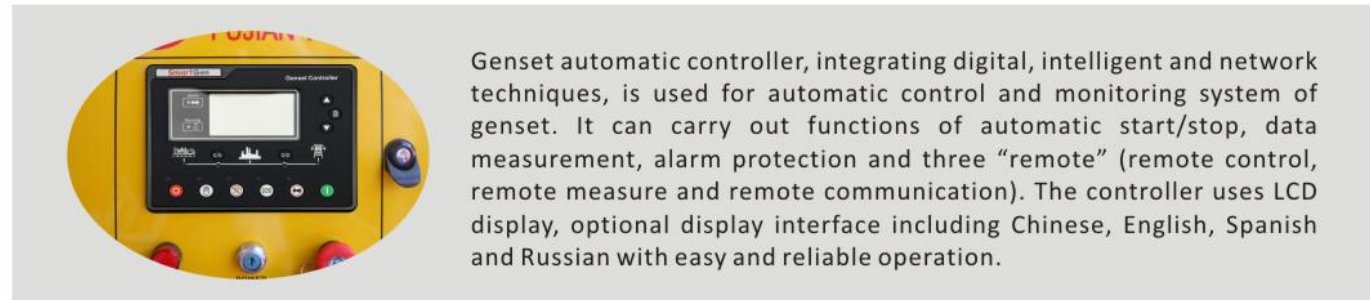 SmartGen
Genset Controller
POWER
Genset automatic controller, integrating digital, intelligent and network
techniques, is used for automatic control and monitoring system of
genset. It can carry out functions of automatic start/stop, data
measurement, alarm protection and three “remote” (remote control,
remote measure and remote communication). The controller uses LCD
display, optional display interface including Chinese, English, Spanish
and Russian with easy and reliable operation.